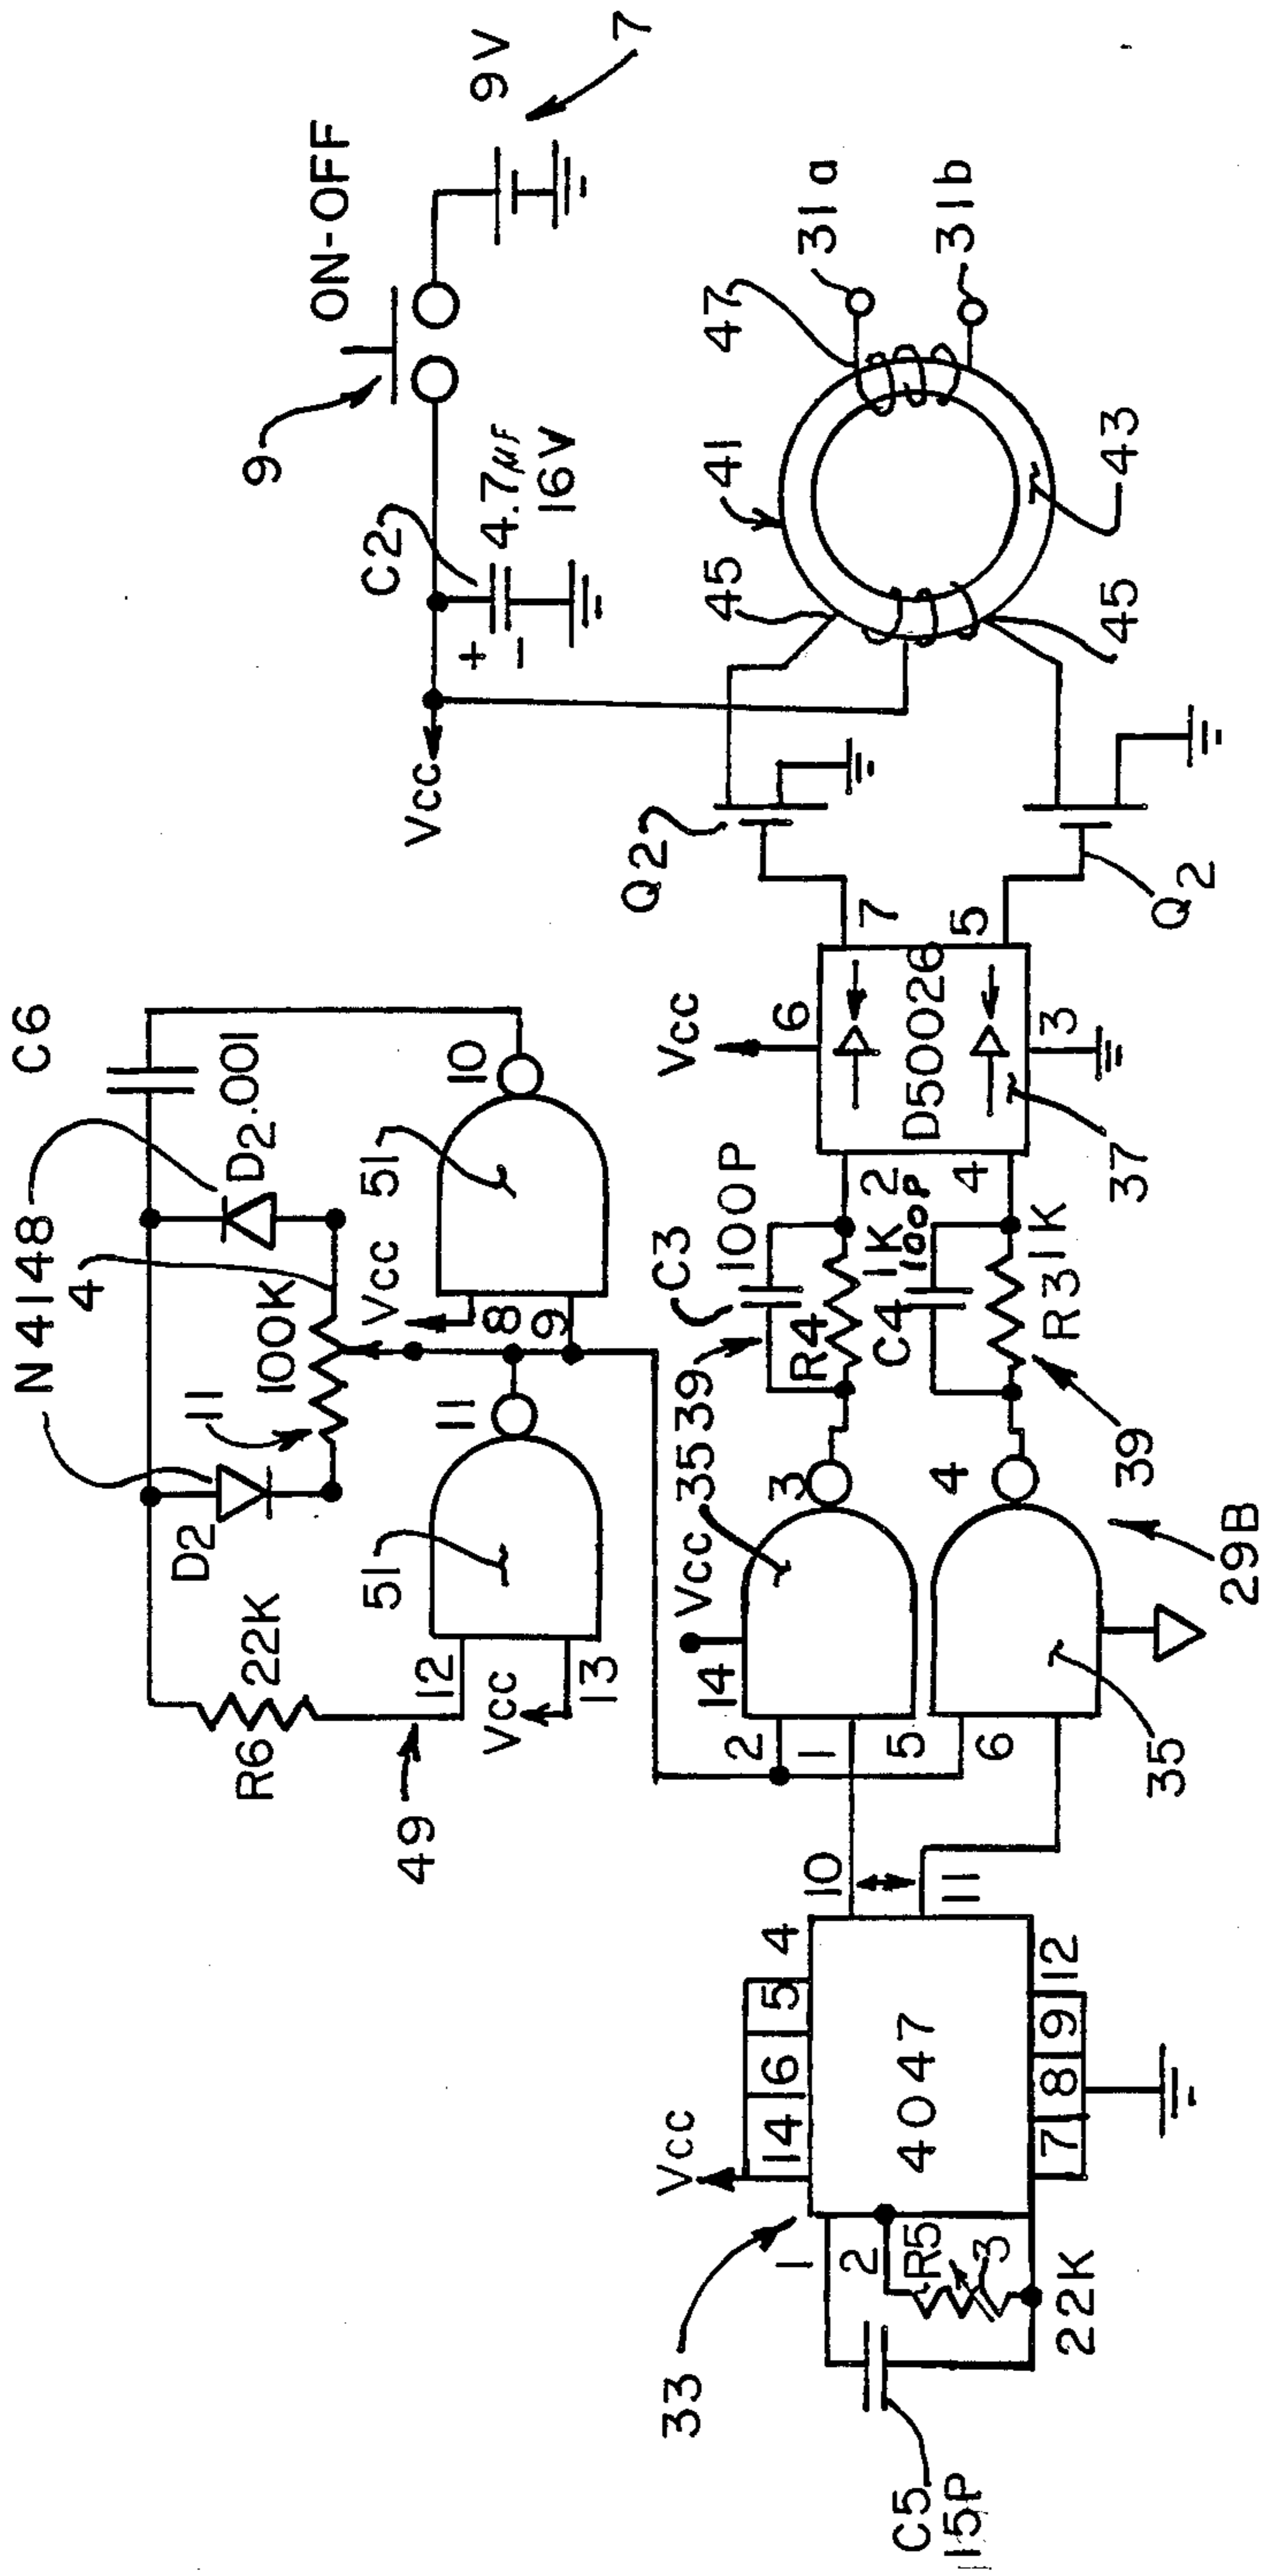 N4148
C6
D2
D2.001
4
100K
11
R6
22K
51
51
Vcc
8
9
10
11
12
13
Vcc
49
9
ON-OFF
C2
4.7μF
16V
+
−
9V
7
Vcc
Vcc
33
14
6
5
4
4047
1
2
3
R5
22K
C5
15P
7
8
9
12
10
11
Vcc
14
35
2
1
5
6
3
4
35
29B
39
C3
100P
R4
1K
C4
100P
R3
1K
39
2
4
Vcc
6
DS0026
3
37
7
5
Q2
Q2
45
45
41
43
47
31a
31b